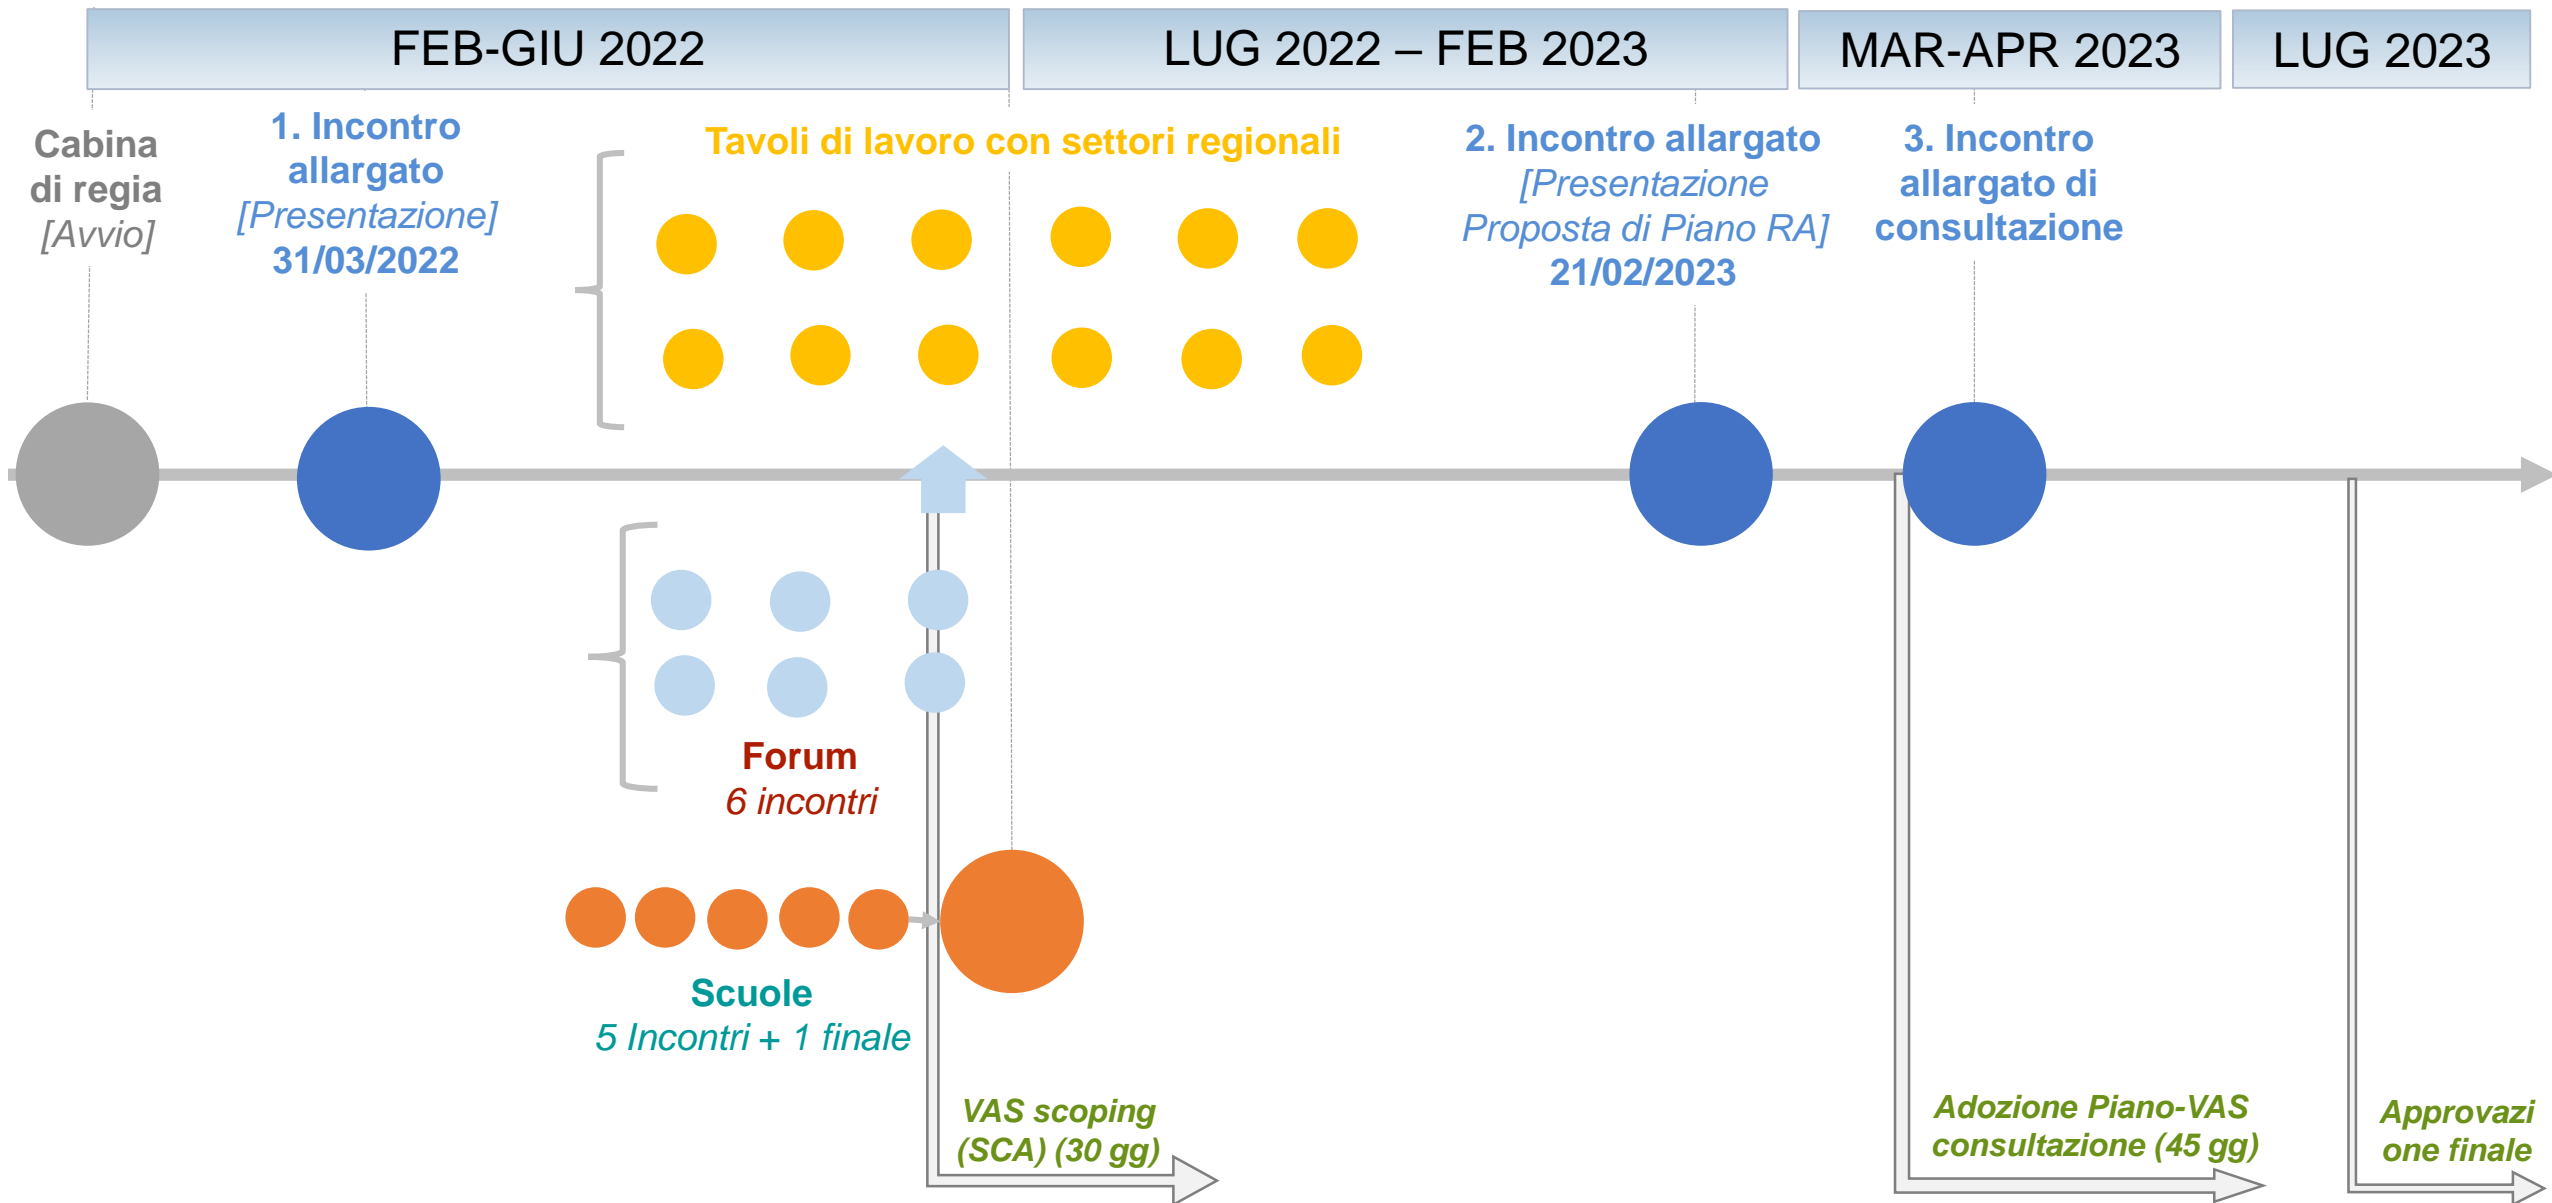 FEB-GIU 2022
LUG 2022 – FEB 2023
MAR-APR 2023
LUG 2023
Cabina
di regia
[Avvio]
1. Incontro
allargato
[Presentazione]
31/03/2022
Tavoli di lavoro con settori regionali
2. Incontro allargato
[Presentazione
Proposta di Piano RA]
21/02/2023
3. Incontro
allargato di
consultazione
Forum
6 incontri
Scuole
5 Incontri + 1 finale
VAS scoping
(SCA) (30 gg)
Adozione Piano-VAS
consultazione (45 gg)
Approvazi
one finale